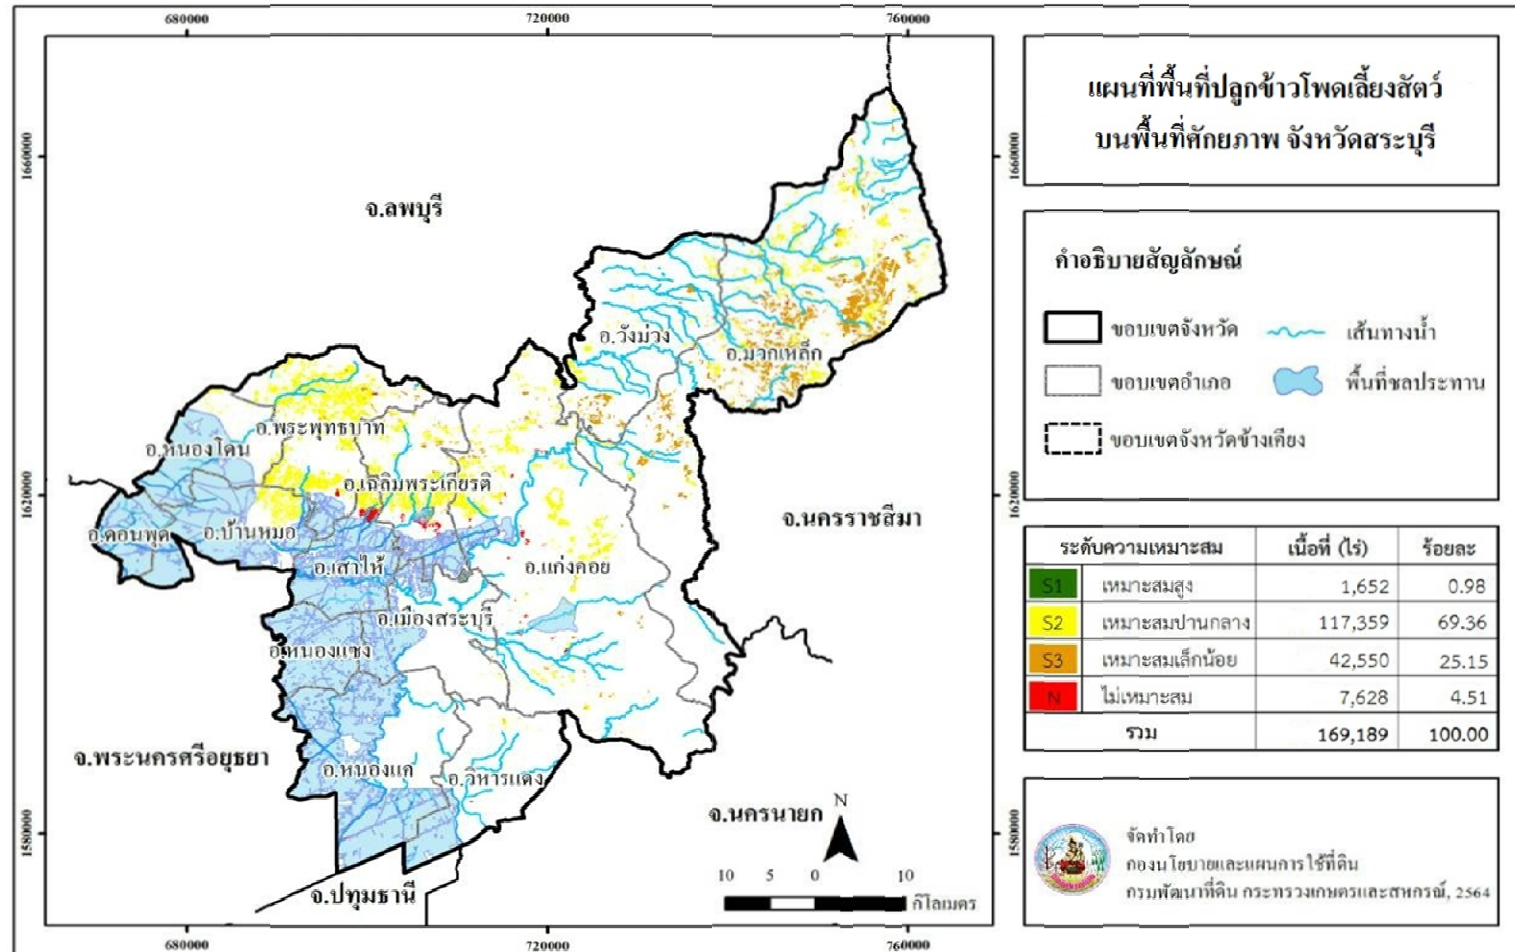 680000
720000
760000
1660000
1620000
1580000
1660000
1620000
1580000
680000
720000
760000
จ.ลพบุรี
อ.วังม่วง
อ.มวกเหล็ก
อ.พระพุทธบาท
อ.หนองโดน
อ.เฉลิมพระเกียรติ
จ.นครราชสีมา
อ.ดอนพุด
อ.บ้านหมอ
อ.เสาไห้
อ.แก่งคอย
อ.เมืองสระบุรี
อ.หนองแซง
จ.พระนครศรีอยุธยา
อ.หนองแค
อ.วิหารแดง
จ.นครนายก
N
จ.ปทุมธานี
10 5 0 10
กิโลเมตร
แผนที่พื้นที่ปลูกข้าวโพดเลี้ยงสัตว์
บนพื้นที่ศักยภาพ จังหวัดสระบุรี
คำอธิบายสัญลักษณ์
ขอบเขตจังหวัด เส้นทางน้ำ
ขอบเขตอำเภอ พื้นที่ชลประทาน
ขอบเขตจังหวัดข้างเคียง
ระดับความเหมาะสม เนื้อที่ (ไร่) ร้อยละ
S1 เหมาะสมสูง 1,652 0.98
S2 เหมาะสมปานกลาง 117,359 69.36
S3 เหมาะสมเล็กน้อย 42,550 25.15
N ไม่เหมาะสม 7,628 4.51
รวม 169,189 100.00
จัดทำโดย
กองนโยบายและแผนการใช้ที่ดิน
กรมพัฒนาที่ดิน กระทรวงเกษตรและสหกรณ์, 2564